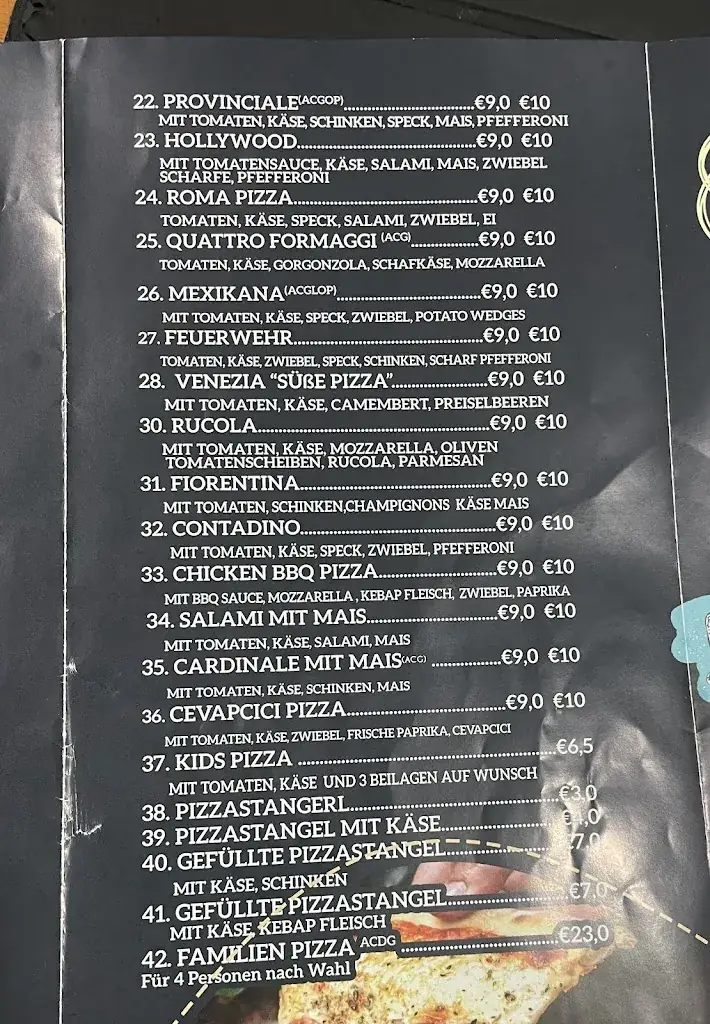 22. PROVINCIALE(ACGOP)..............................€9,0 €10
MIT TOMATEN, KÄSE, SCHINKEN, SPECK, MAIS, PFEFFERONI
23. HOLLYWOOD..............................€9,0 €10
MIT TOMATENSAUCE, KÄSE, SALAMI, MAIS, ZWIEBEL
SCHARFE, PFEFFERONI
24. ROMA PIZZA..............................€9,0 €10
TOMATEN, KÄSE, SPECK, SALAMI, ZWIEBEL, EI
25. QUATTRO FORMAGGI (ACG)...............€9,0 €10
TOMATEN, KÄSE, GORGONZOLA, SCHAFKÄSE, MOZZARELLA
26. MEXIKANA(ACGLOP)..............................€9,0 €10
MIT TOMATEN, KÄSE, SPECK, ZWIEBEL, POTATO WEDGES
27. FEUERWEHR..............................€9,0 €10
TOMATEN, KÄSE, ZWIEBEL, SPECK, SCHINKEN, SCHARF PFEFFERONI
28. VENEZIA “SÜßE PIZZA”....................€9,0 €10
MIT TOMATEN, KÄSE, CAMEMBERT, PREISELBEEREN
30. RUCOLA..............................€9,0 €10
MIT TOMATEN, KÄSE, MOZZARELLA, OLIVEN
TOMATENSCHEIBEN, RUCOLA, PARMESAN
31. FIORENTINA..............................€9,0 €10
MIT TOMATEN, SCHINKEN,CHAMPIGNONS KÄSE MAIS
32. CONTADINO..............................€9,0 €10
MIT TOMATEN, KÄSE, SPECK, ZWIEBEL, PFEFFERONI
33. CHICKEN BBQ PIZZA.........................€9,0 €10
MIT BBQ SAUCE, MOZZARELLA , KEBAP FLEISCH, ZWIEBEL, PAPRIKA
34. SALAMI MIT MAIS..............................€9,0 €10
MIT TOMATEN, KÄSE, SALAMI, MAIS
35. CARDINALE MIT MAIS(ACG) ...............€9,0 €10
MIT TOMATEN, KÄSE, SCHINKEN, MAIS
36. CEVAPCICI PIZZA..............................€9,0 €10
MIT TOMATEN, KÄSE, ZWIEBEL, FRISCHE PAPRIKA, CEVAPCICI
37. KIDS PIZZA ..............................€6,5
MIT TOMATEN, KÄSE UND 3 BEILAGEN AUF WUNSCH
38. PIZZASTANGERL..............................€3,0
39. PIZZASTANGEL MIT KÄSE....................€4,0
40. GEFÜLLTE PIZZASTANGEL....................€7,0
MIT KÄSE, SCHINKEN
41. GEFÜLLTE PIZZASTANGEL....................€7,0
MIT KÄSE, KEBAP FLEISCH
42. FAMILIEN PIZZA ACDG ....................€23,0
Für 4 Personen nach Wahl